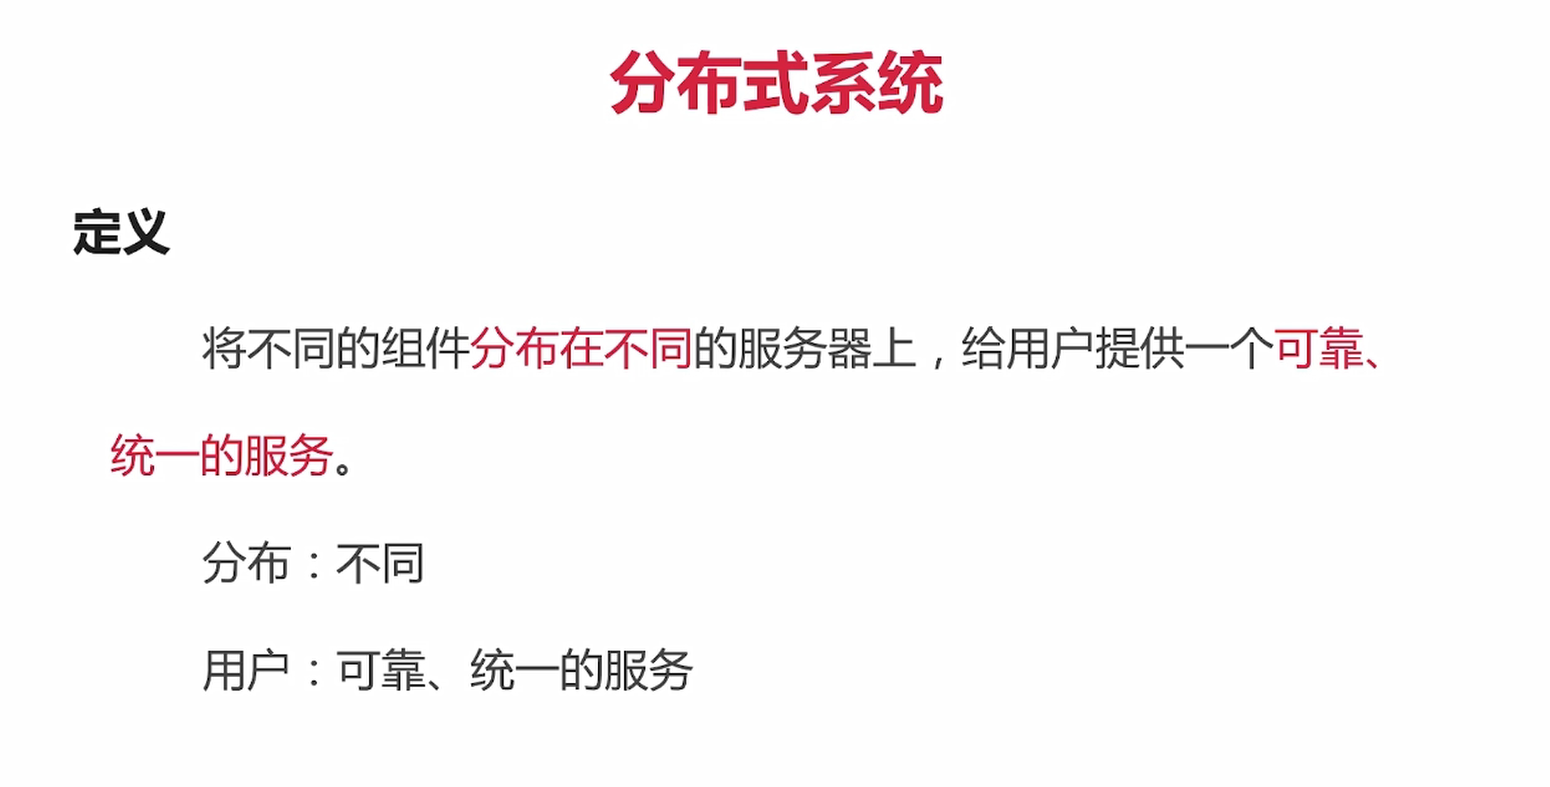 分布式系统
定义
将不同的组件分布在不同的服务器上，给用户提供一个可靠、
统一的服务。
分布：不同
用户：可靠、统一的服务